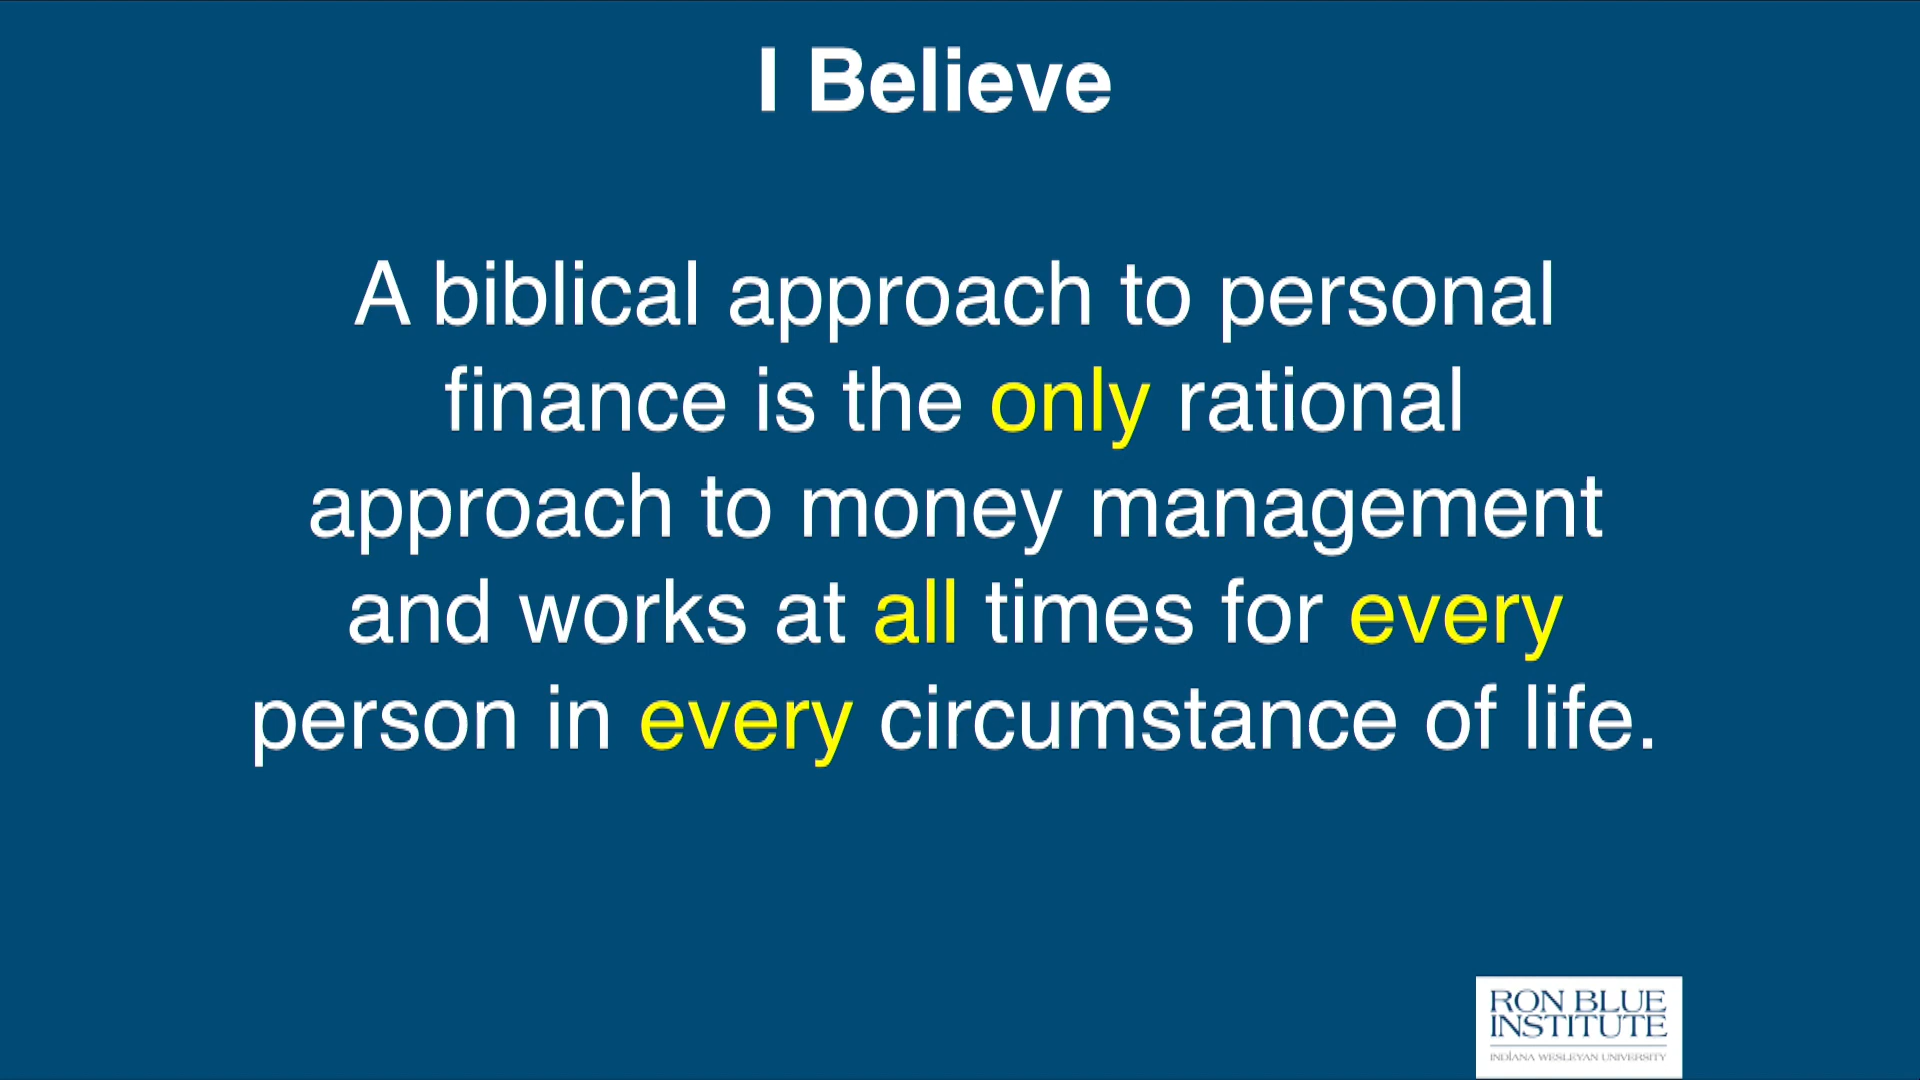 I Believe
A biblical approach to personal
finance is the only rational
approach to money management
and works at all times for every
person in every circumstance of life.
RON BLUE
INSTITUTE
INDIANA WESLEYAN UNIVERSITY